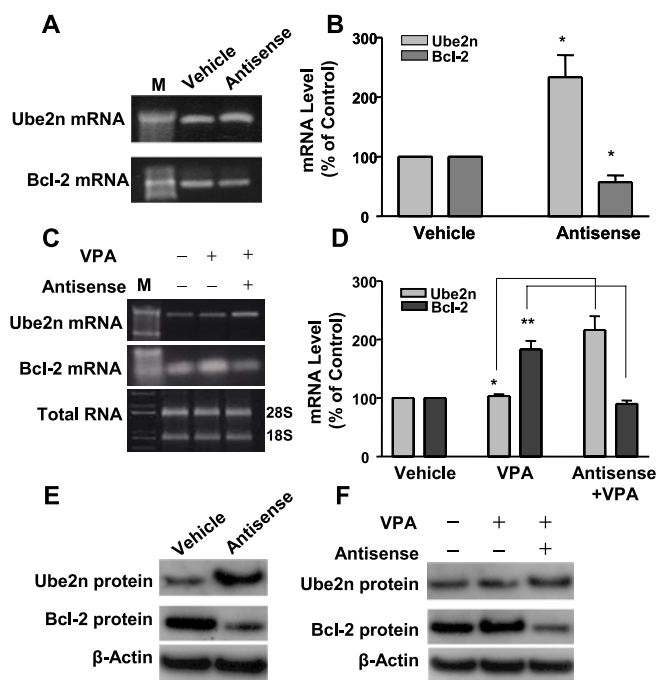 A
M
Vehicle
Antisense
Ube2n mRNA
Bcl-2 mRNA
B
mRNA Level
(% of Control)
300
200
100
0
Ube2n
Bcl-2
*
*
Vehicle
Antisense
C
VPA
− + +
Antisense
− − +
M
Ube2n mRNA
Bcl-2 mRNA
Total RNA
28S
18S
D
mRNA Level
(% of Control)
300
200
100
0
Ube2n
Bcl-2
*
**
Vehicle
VPA
Antisense
+VPA
E
Vehicle
Antisense
Ube2n protein
Bcl-2 protein
β-Actin
F
VPA
− + +
Antisense
− − +
Ube2n protein
Bcl-2 protein
β-Actin